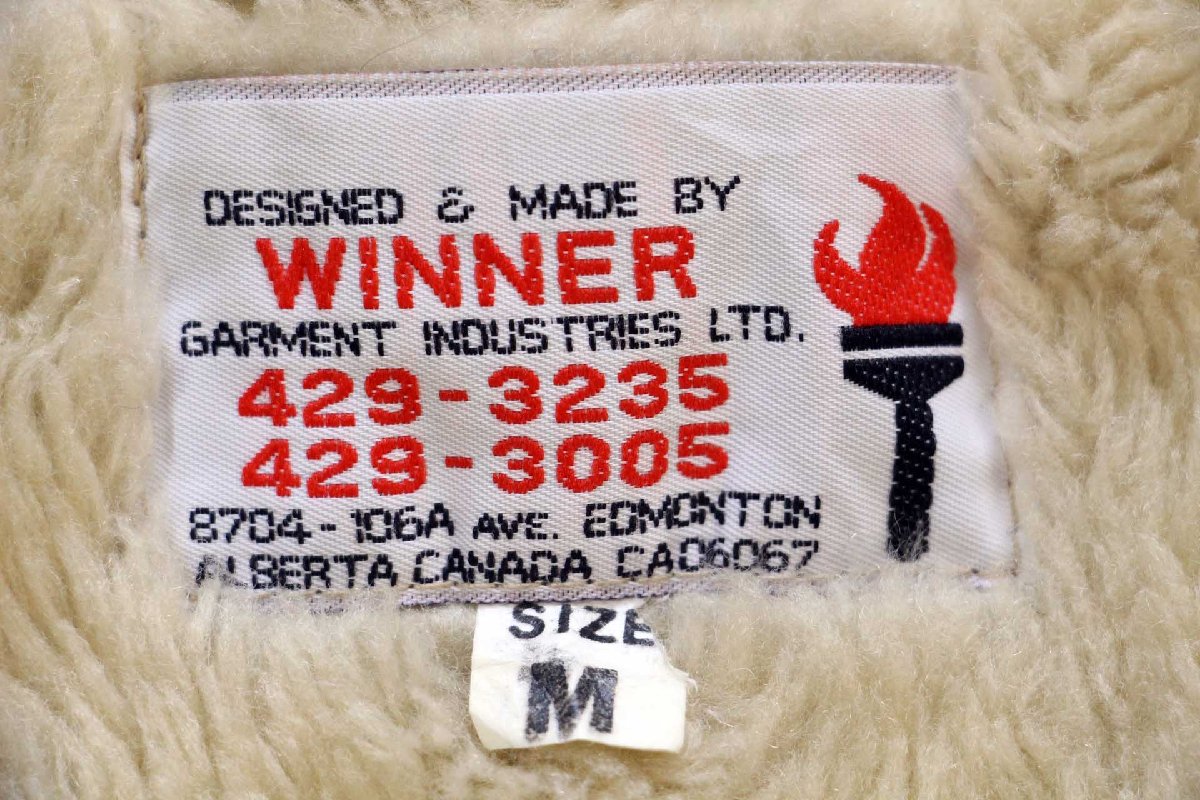 DESIGNED & MADE BY
WINNER
GARMENT INDUSTRIES LTD.
429-3235
429-3005
8704-106A AVE. EDMONTON
ALBERTA CANADA CA06067
SIZE
M